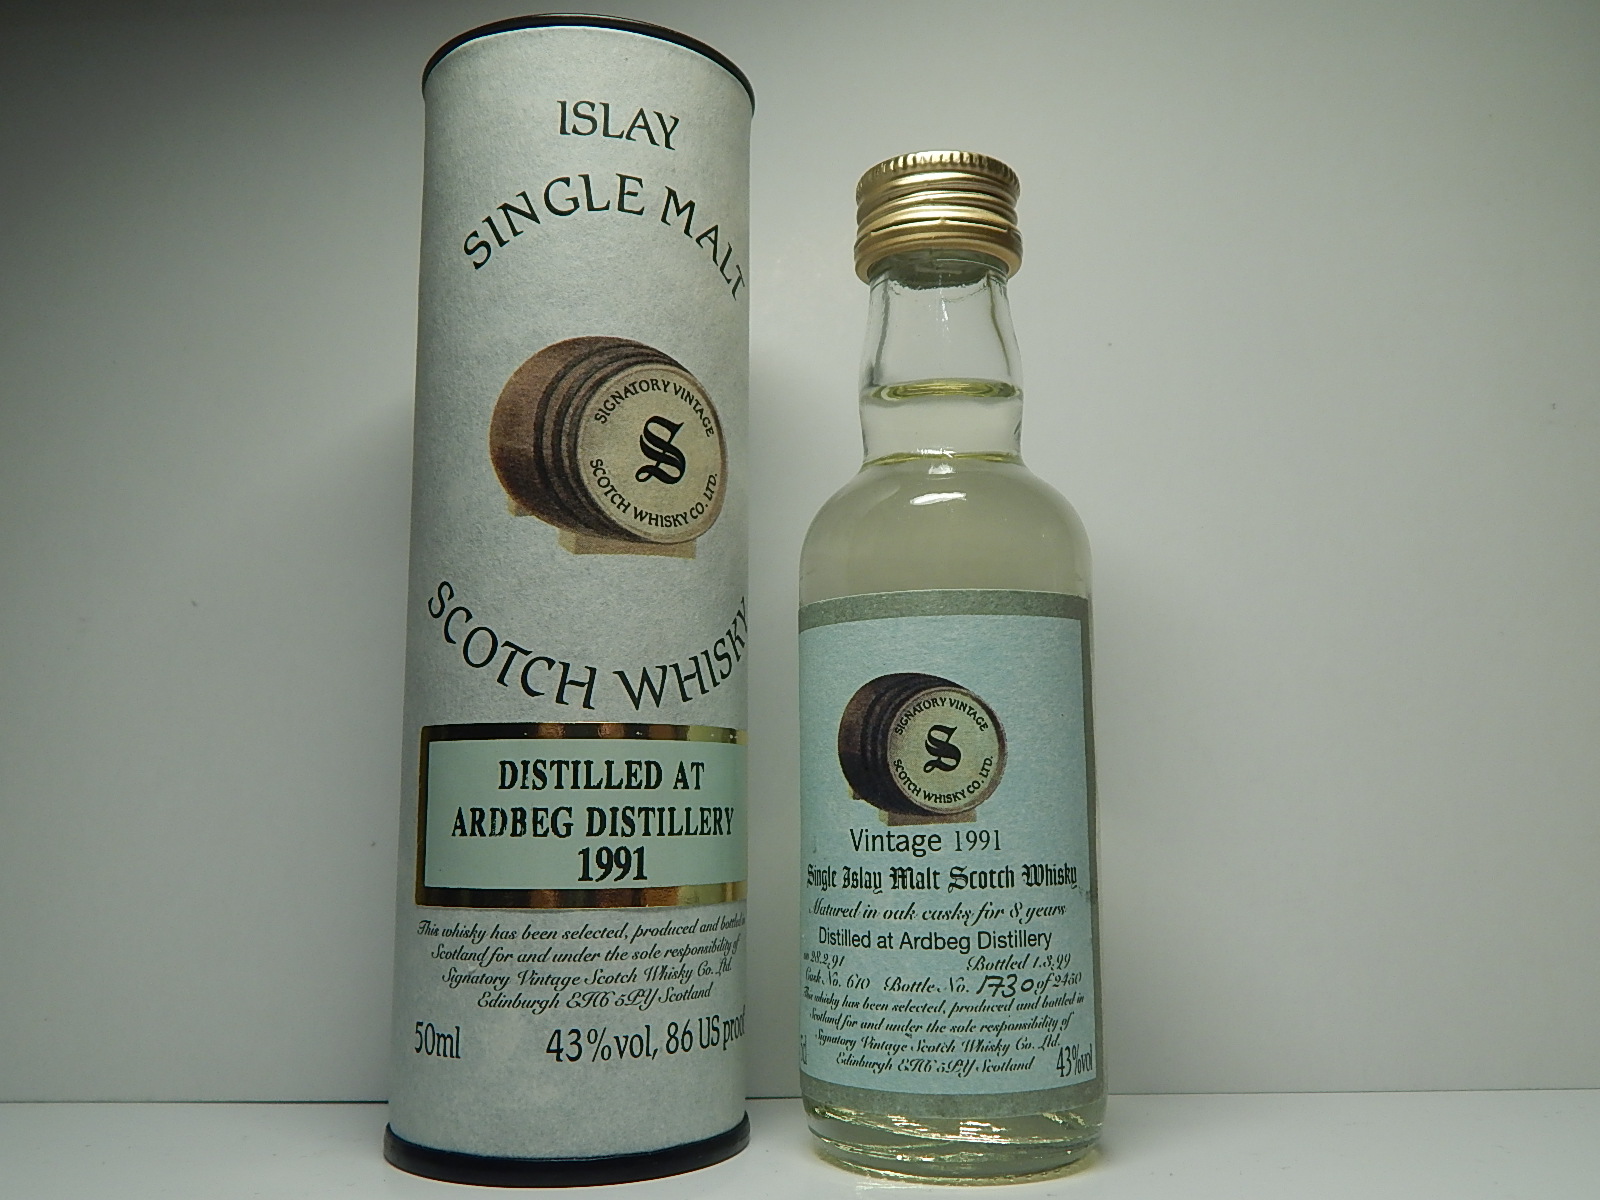 ISLAY
SINGLE MALT
SIGNATORY VINTAGE
S
SCOTCH WHISKY CO. LTD.
SCOTCH WHISKY
DISTILLED AT
ARDBEG DISTILLERY
1991
This whisky has been selected, produced and bottled in
Scotland for and under the sole responsibility of
Signatory Vintage Scotch Whisky Co. Ltd.
Edinburgh EH6 5PY Scotland
50ml 43%vol, 86 US proof
SIGNATORY VINTAGE
S
SCOTCH WHISKY CO. LTD.
Vintage 1991
Single Islay Malt Scotch Whisky
Matured in oak casks for 8 years
Distilled at Ardbeg Distillery
on 28.2.91 Bottled 1.3.99
Cask No. 610 Bottle No. 1730 of 2450
This whisky has been selected, produced and bottled in
Scotland for and under the sole responsibility of
Signatory Vintage Scotch Whisky Co. Ltd.
Edinburgh EH6 5PY Scotland
43%vol